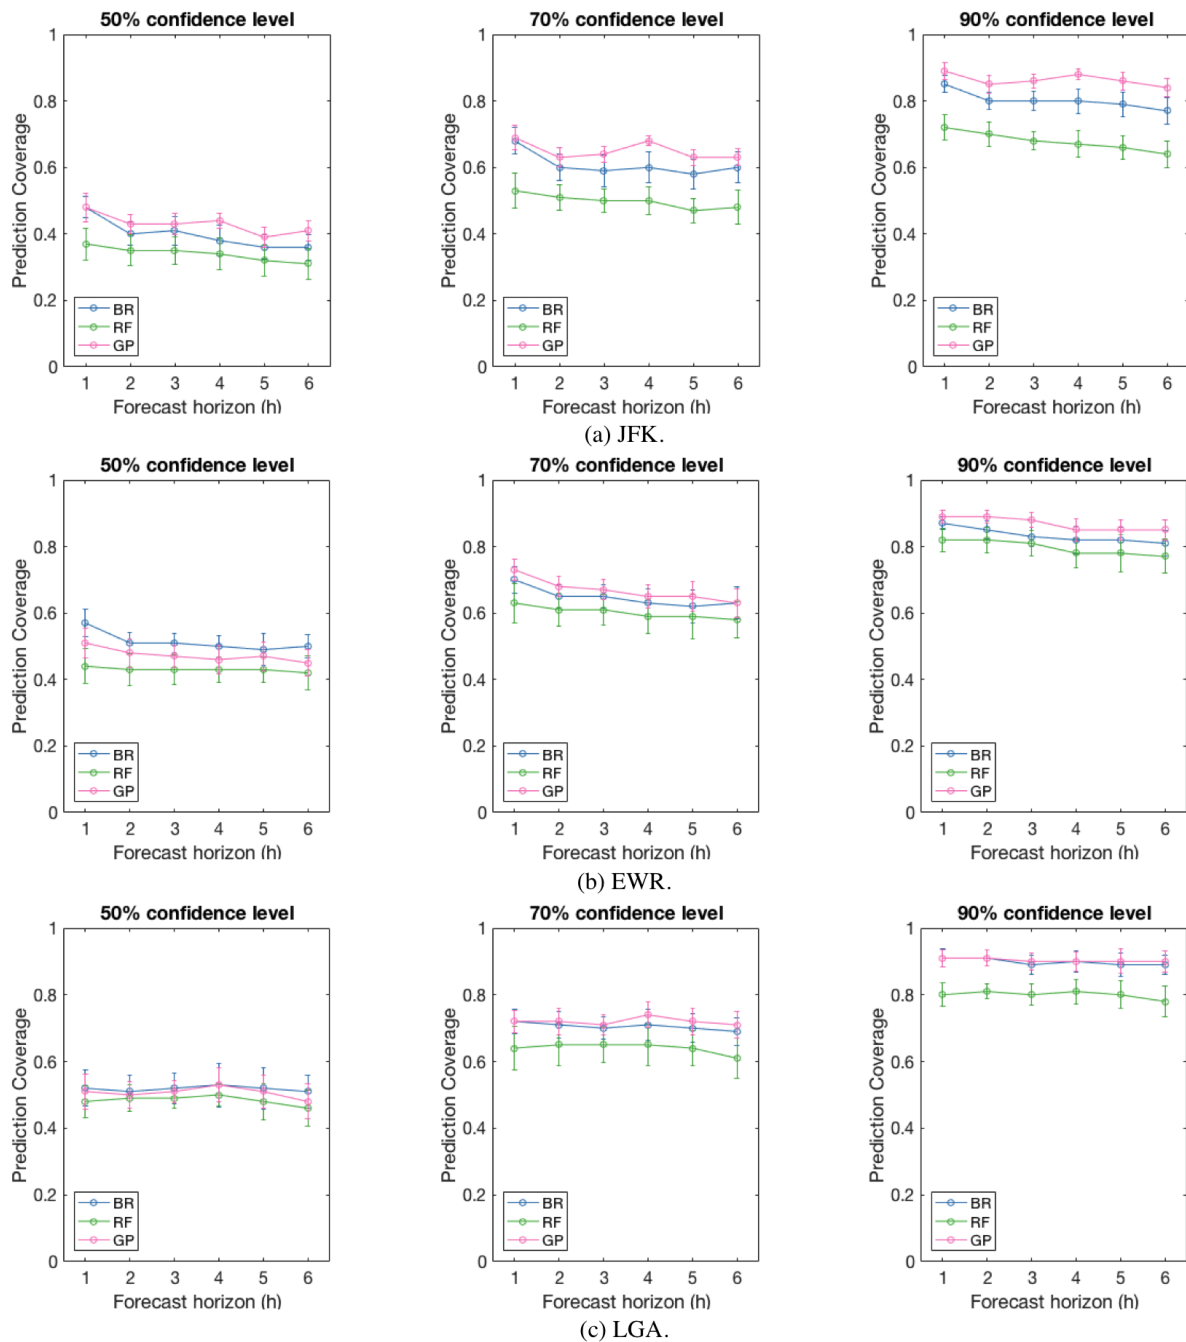 50% confidence level 70% confidence level 90% confidence level
1 1 1
0.8 0.8 0.8
0.6 0.6 0.6
0.4 0.4 0.4
0.2 0.2 0.2
0 0 0
Prediction Coverage Prediction Coverage Prediction Coverage
BR BR BR
RF RF RF
GP GP GP
1 2 3 4 5 6 1 2 3 4 5 6 1 2 3 4 5 6
Forecast horizon (h) Forecast horizon (h) Forecast horizon (h)
(a) JFK.
50% confidence level 70% confidence level 90% confidence level
1 1 1
0.8 0.8 0.8
0.6 0.6 0.6
0.4 0.4 0.4
0.2 0.2 0.2
0 0 0
Prediction Coverage Prediction Coverage Prediction Coverage
BR BR BR
RF RF RF
GP GP GP
1 2 3 4 5 6 1 2 3 4 5 6 1 2 3 4 5 6
Forecast horizon (h) Forecast horizon (h) Forecast horizon (h)
(b) EWR.
50% confidence level 70% confidence level 90% confidence level
1 1 1
0.8 0.8 0.8
0.6 0.6 0.6
0.4 0.4 0.4
0.2 0.2 0.2
0 0 0
Prediction Coverage Prediction Coverage Prediction Coverage
BR BR BR
RF RF RF
GP GP GP
1 2 3 4 5 6 1 2 3 4 5 6 1 2 3 4 5 6
Forecast horizon (h) Forecast horizon (h) Forecast horizon (h)
(c) LGA.